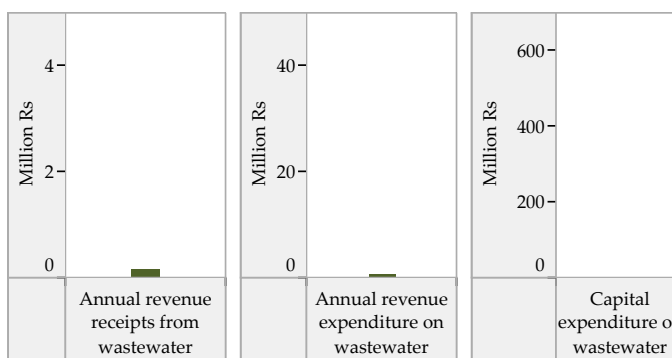 Million Rs
4
2
0
Annual revenue
receipts from
wastewater
Million Rs
40
20
0
Annual revenue
expenditure on
wastewater
Million Rs
600
400
200
0
Capital
expenditure o
wastewater